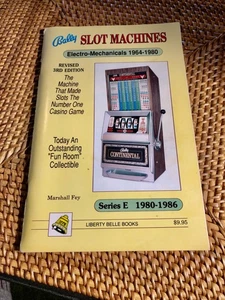 Bally SLOT MACHINES
Electro-Mechanicals 1964-1980
REVISED
3RD EDITION
The
Machine
That Made
Slots The
Number One
Casino Game
Today An
Outstanding
"Fun Room"
Collectible
Bally
CONTINENTAL
Marshall Fey
Series E 1980-1986
LIBERTY BELLE BOOKS
$9.95